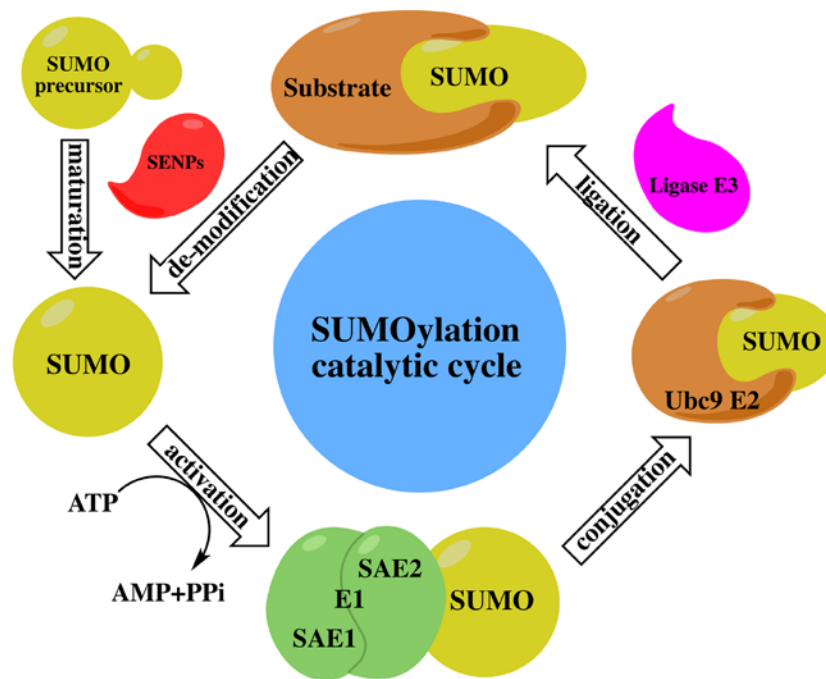 SUMO
precursor
Substrate
SUMO
SENPs
Ligase E3
maturation
de-modification
ligation
SUMOylation
catalytic cycle
SUMO
SUMO
Ubc9 E2
activation
conjugation
ATP
AMP+PPi
SAE2
E1
SUMO
SAE1